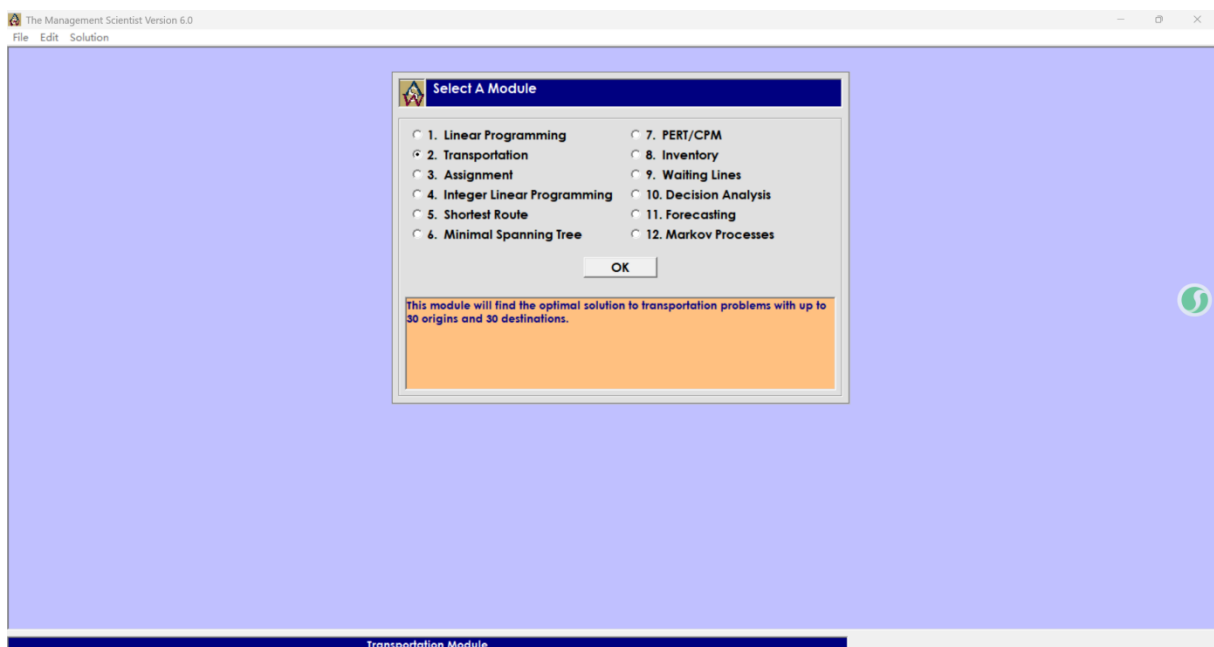 The Management Scientist Version 6.0
File Edit Solution
Select A Module
1. Linear Programming
2. Transportation
3. Assignment
4. Integer Linear Programming
5. Shortest Route
6. Minimal Spanning Tree
7. PERT/CPM
8. Inventory
9. Waiting Lines
10. Decision Analysis
11. Forecasting
12. Markov Processes
OK
This module will find the optimal solution to transportation problems with up to
30 origins and 30 destinations.
Transportation Module